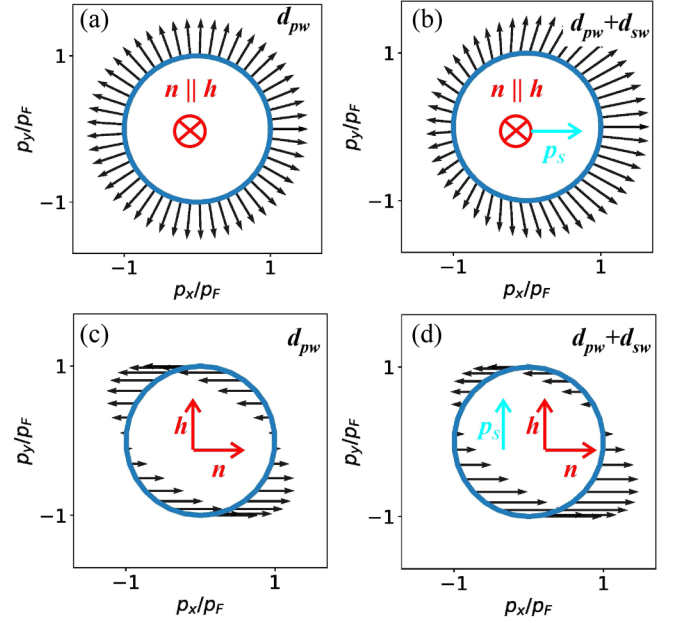 (a) d_pw
1
n ∥ h
p_y/p_F
−1
−1 1
p_x/p_F
(b) d_pw+d_sw
1
n ∥ h
p_s
p_y/p_F
−1
−1 1
p_x/p_F
(c) d_pw
1
h
n
p_y/p_F
−1
−1 1
p_x/p_F
(d) d_pw+d_sw
1
p_s h
n
p_y/p_F
−1
−1 1
p_x/p_F